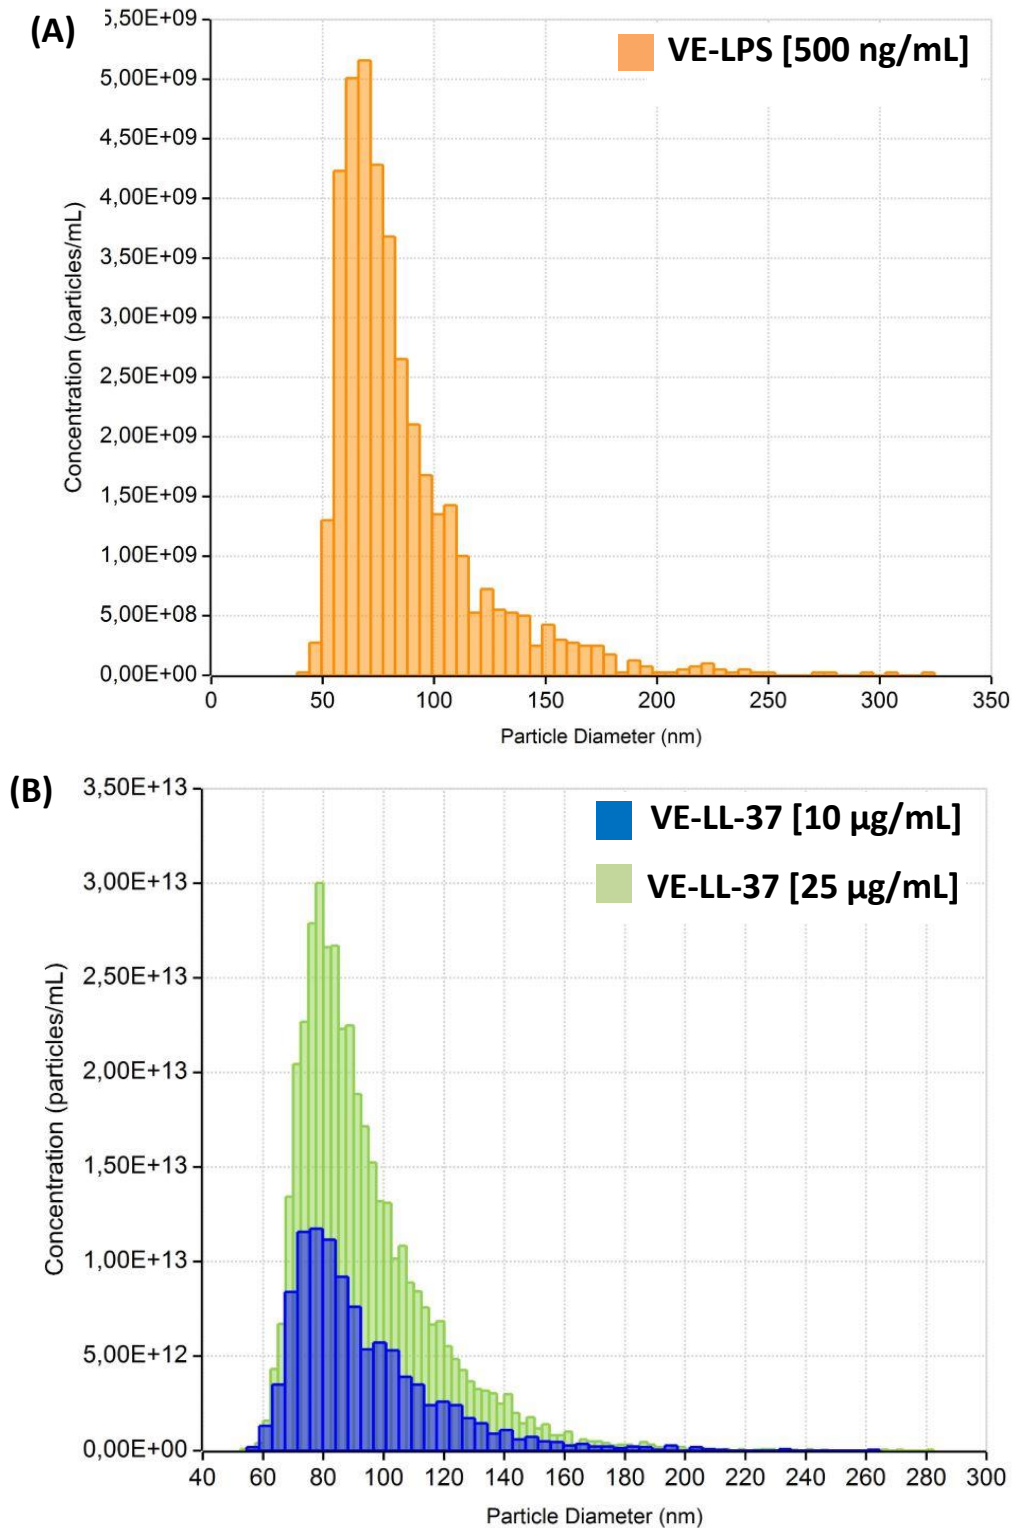 (A)
5,50E+09
VE-LPS [500 ng/mL]
5,00E+09
4,50E+09
4,00E+09
3,50E+09
3,00E+09
2,50E+09
2,00E+09
1,50E+09
1,00E+09
5,00E+08
0,00E+00
Concentration (particles/mL)
0 50 100 150 200 250 300 350
Particle Diameter (nm)
(B)
3,50E+13
VE-LL-37 [10 µg/mL]
VE-LL-37 [25 µg/mL]
3,00E+13
2,50E+13
2,00E+13
1,50E+13
1,00E+13
5,00E+12
0,00E+00
Concentration (particles/mL)
40 60 80 100 120 140 160 180 200 220 240 260 280 300
Particle Diameter (nm)